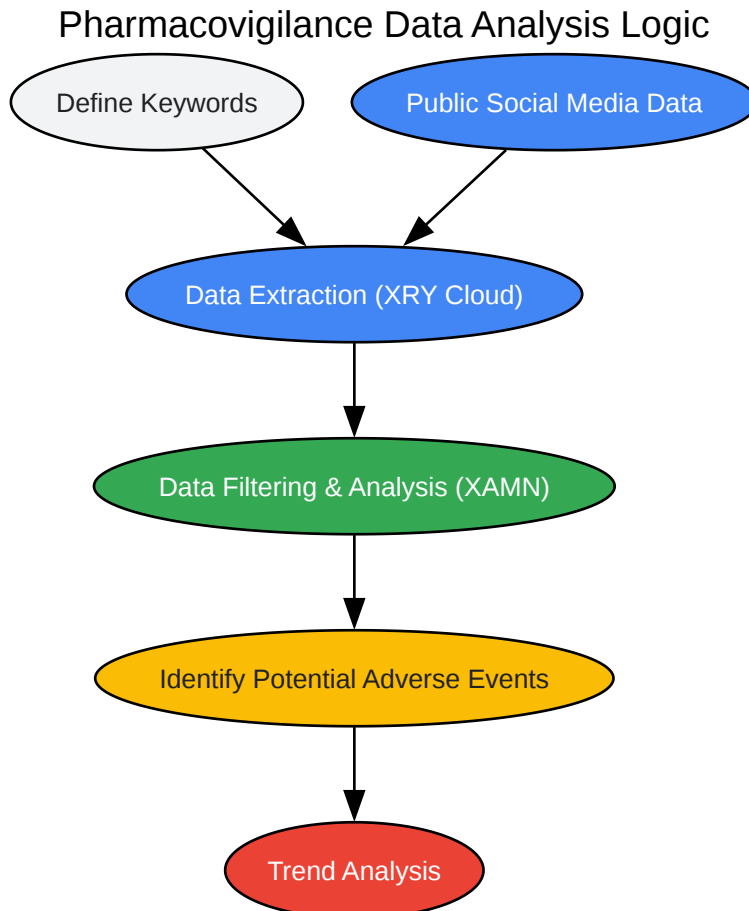 Pharmacovigilance Data Analysis Logic
Define Keywords
Public Social Media Data
Data Extraction (XRY Cloud)
Data Filtering & Analysis (XAMN)
Identify Potential Adverse Events
Trend Analysis